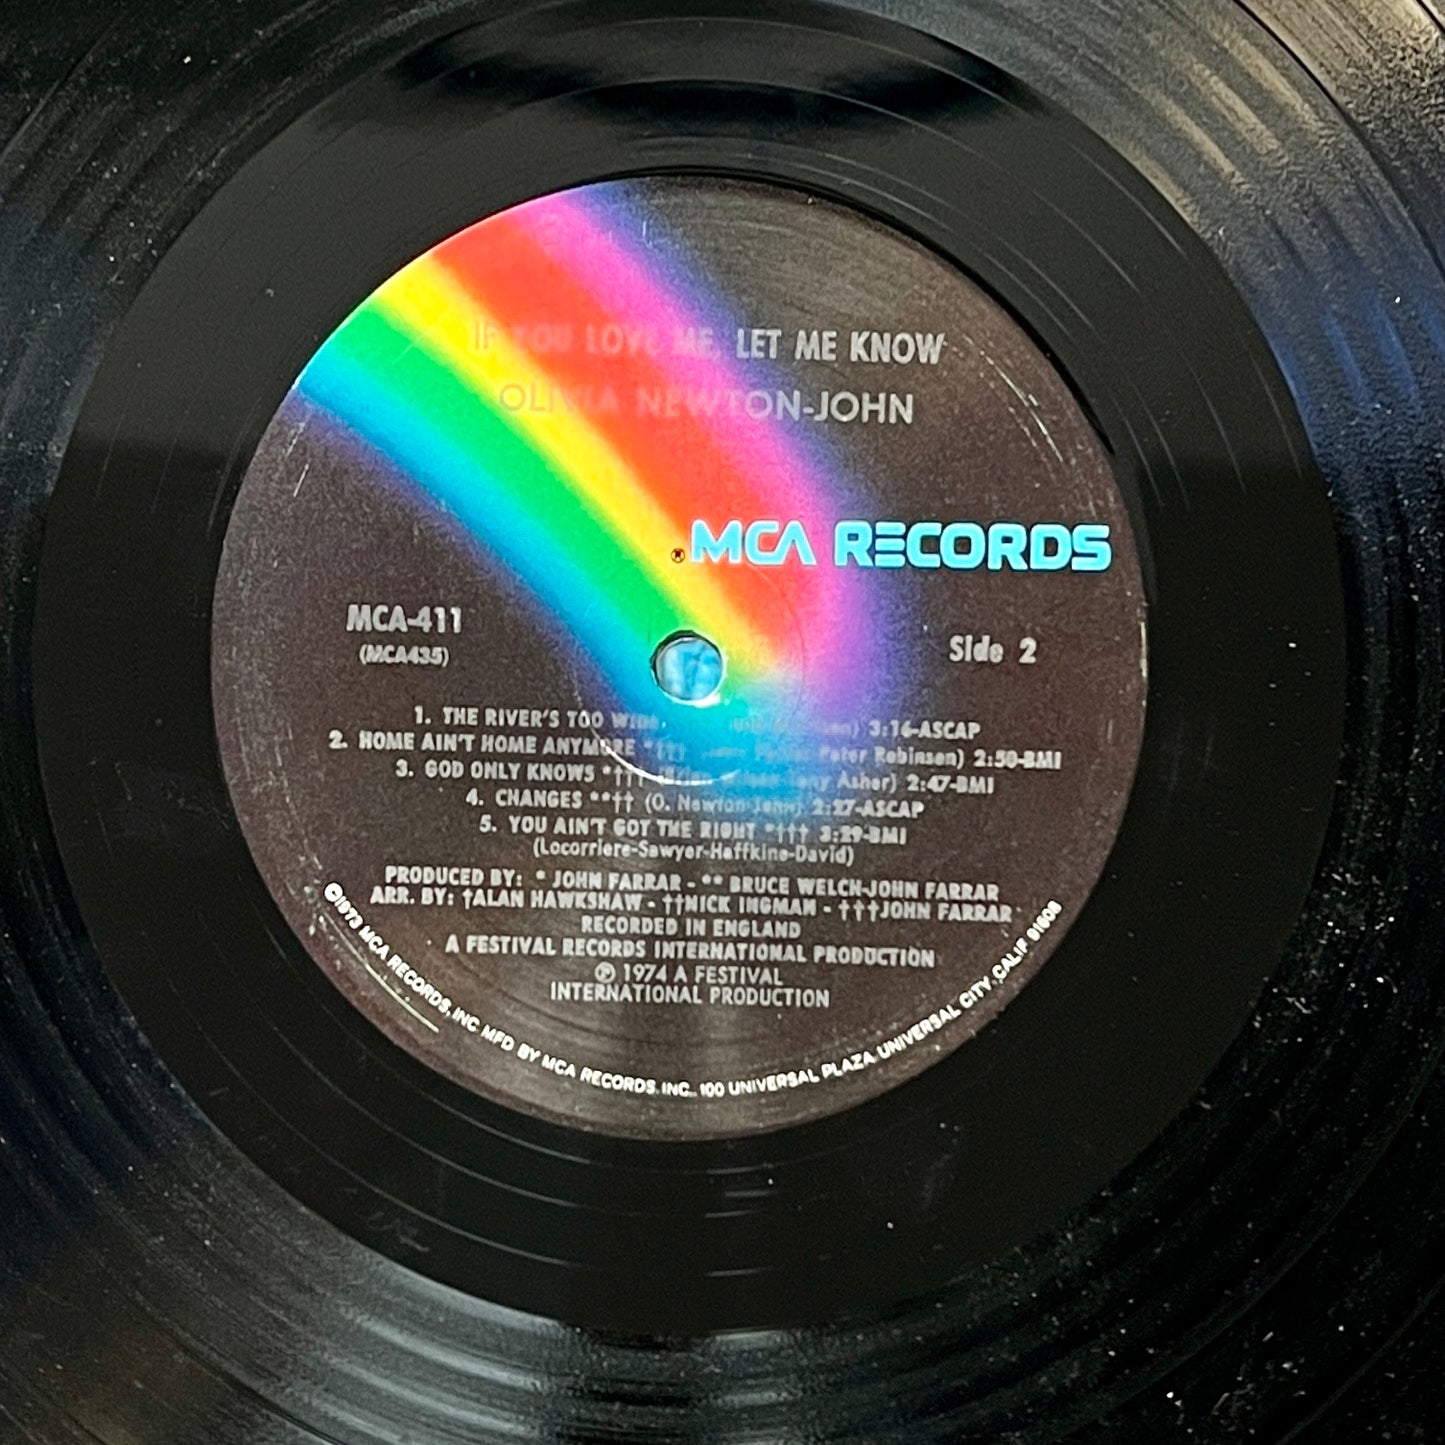 IF YOU LOVE ME, LET ME KNOW
OLIVIA NEWTON-JOHN
® MCA RECORDS
MCA-411
(MCA435)
Side 2
1. THE RIVER'S TOO WIDE 3:16-ASCAP
2. HOME AIN'T HOME ANYMORE *††† Peter Robinson) 2:50-BMI
3. GOD ONLY KNOWS *††† Tony Asher) 2:47-BMI
4. CHANGES **†† (O. Newton-John) 2:27-ASCAP
5. YOU AIN'T GOT THE RIGHT *††† 3:29-BMI
(Locorriere-Sawyer-Haffkine-David)
PRODUCED BY: * JOHN FARRAR - ** BRUCE WELCH-JOHN FARRAR
ARR. BY: †ALAN HAWKSHAW - ††NICK INGMAN - †††JOHN FARRAR
RECORDED IN ENGLAND
A FESTIVAL RECORDS INTERNATIONAL PRODUCTION
℗ 1974 A FESTIVAL
INTERNATIONAL PRODUCTION
©1973 MCA RECORDS, INC MFD BY MCA RECORDS, INC., 100 UNIVERSAL PLAZA, UNIVERSAL CITY, CALIF 91608